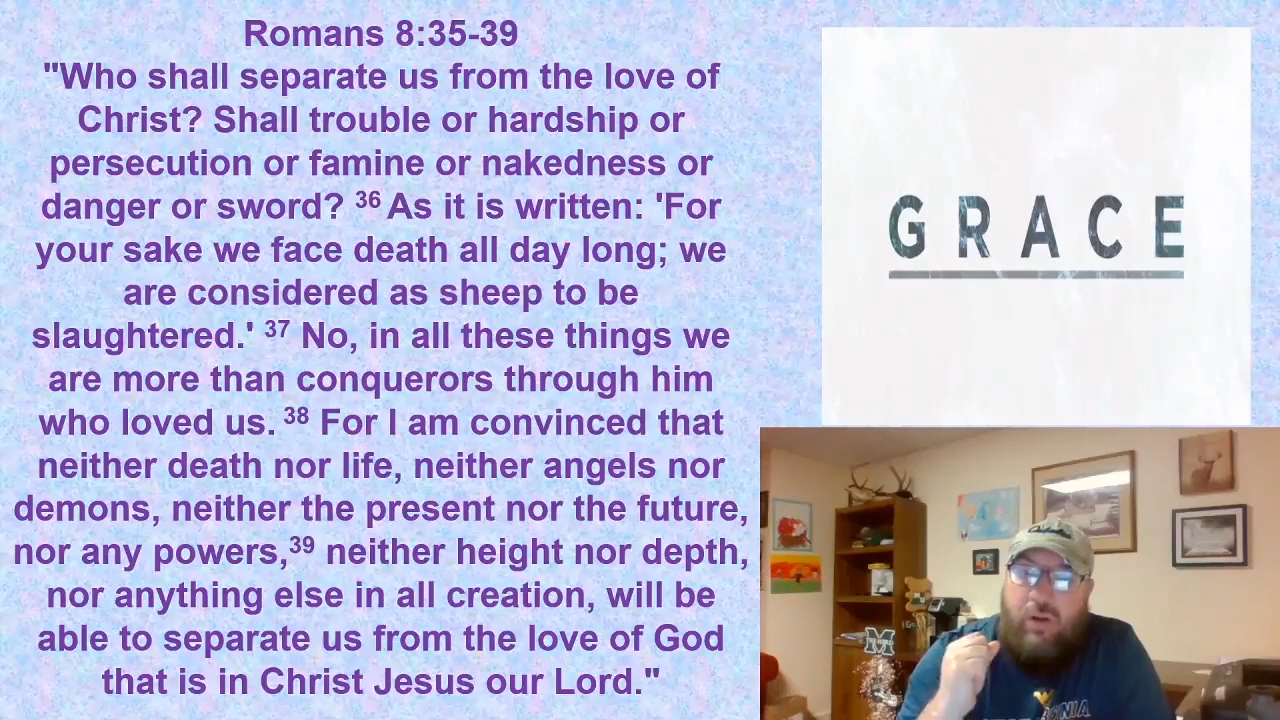 Romans 8:35-39
"Who shall separate us from the love of
Christ? Shall trouble or hardship or
persecution or famine or nakedness or
danger or sword? 36 As it is written: 'For
your sake we face death all day long; we
are considered as sheep to be
slaughtered.' 37 No, in all these things we
are more than conquerors through him
who loved us. 38 For I am convinced that
neither death nor life, neither angels nor
demons, neither the present nor the future,
nor any powers,39 neither height nor depth,
nor anything else in all creation, will be
able to separate us from the love of God
that is in Christ Jesus our Lord."
GRACE
M